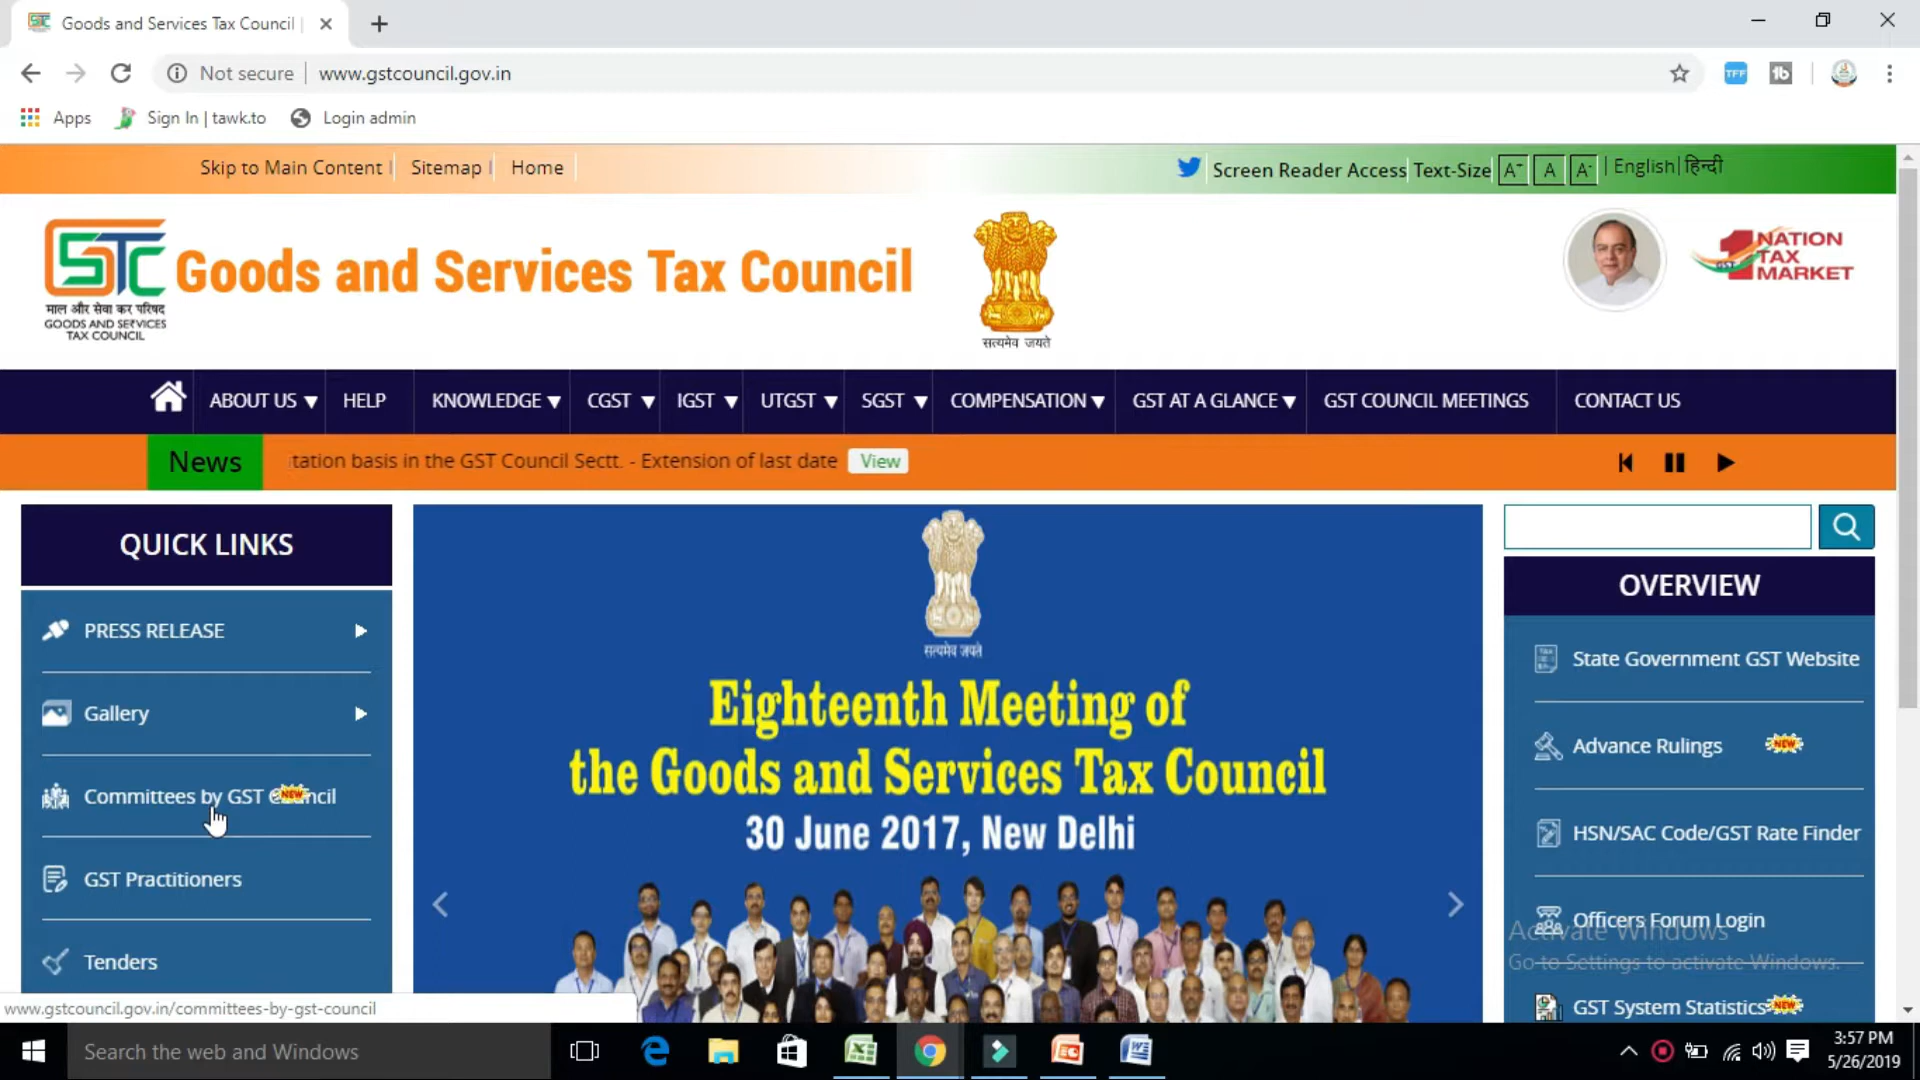 Goods and Services Tax Council |
Not secure | www.gstcouncil.gov.in
TFF
Apps Sign In | tawk.to Login admin
Skip to Main Content | Sitemap | Home
Screen Reader Access Text-Size A+ A A- | English | हिन्दी
Goods and Services Tax Council
माल और सेवा कर परिषद
GOODS AND SERVICES
TAX COUNCIL
सत्यमेव जयते
GST
1 NATION
TAX
MARKET
ABOUT US HELP KNOWLEDGE CGST IGST UTGST SGST COMPENSATION GST AT A GLANCE GST COUNCIL MEETINGS CONTACT US
News
tation basis in the GST Council Sectt. - Extension of last date View
QUICK LINKS
PRESS RELEASE
Gallery
Committees by GST Council NEW
GST Practitioners
Tenders
सत्यमेव जयते
Eighteenth Meeting of
the Goods and Services Tax Council
30 June 2017, New Delhi
OVERVIEW
State Government GST Website
Advance Rulings NEW
HSN/SAC Code/GST Rate Finder
Officers Forum Login
GST System Statistics NEW
Activate Windows
Go to Settings to activate Windows.
www.gstcouncil.gov.in/committees-by-gst-council
Search the web and Windows
3:57 PM
5/26/2019